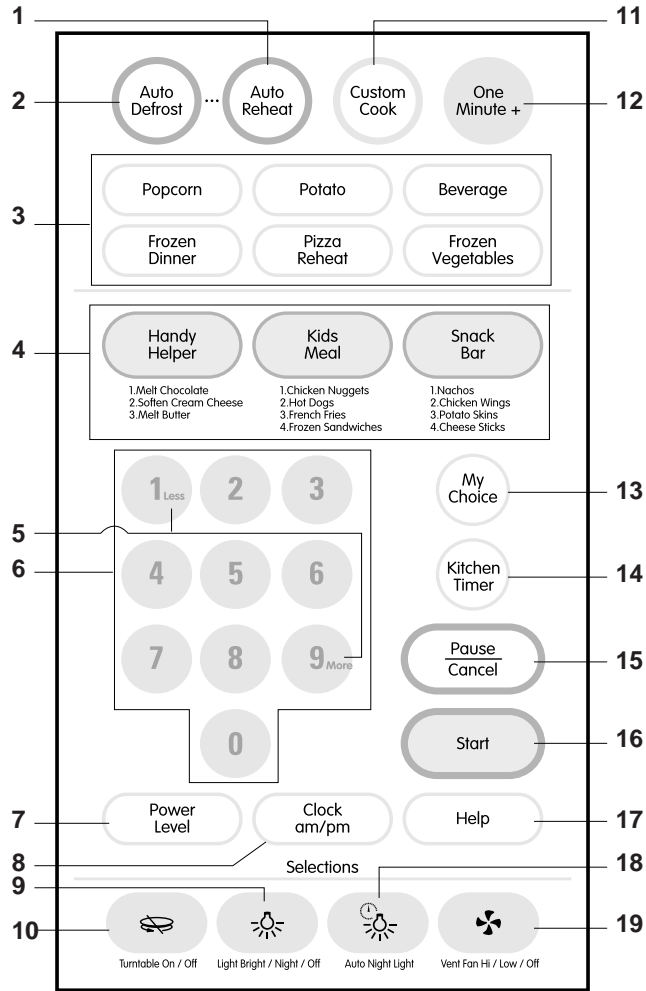 1
11
2
Auto
Defrost
...
Auto
Reheat
Custom
Cook
One
Minute +
12
3
Popcorn
Potato
Beverage
Frozen
Dinner
Pizza
Reheat
Frozen
Vegetables
4
Handy
Helper
Kids
Meal
Snack
Bar
1.Melt Chocolate
2.Soften Cream Cheese
3.Melt Butter
1.Chicken Nuggets
2.Hot Dogs
3.French Fries
4.Frozen Sandwiches
1.Nachos
2.Chicken Wings
3.Potato Skins
4.Cheese Sticks
1 Less
2
3
My
Choice
13
5
6
4
5
6
Kitchen
Timer
14
7
8
9 More
Pause
Cancel
15
0
Start
16
7
Power
Level
Clock
am/pm
Help
17
8
Selections
18
9
10
19
Turntable On / Off
Light Bright / Night / Off
Auto Night Light
Vent Fan Hi / Low / Off